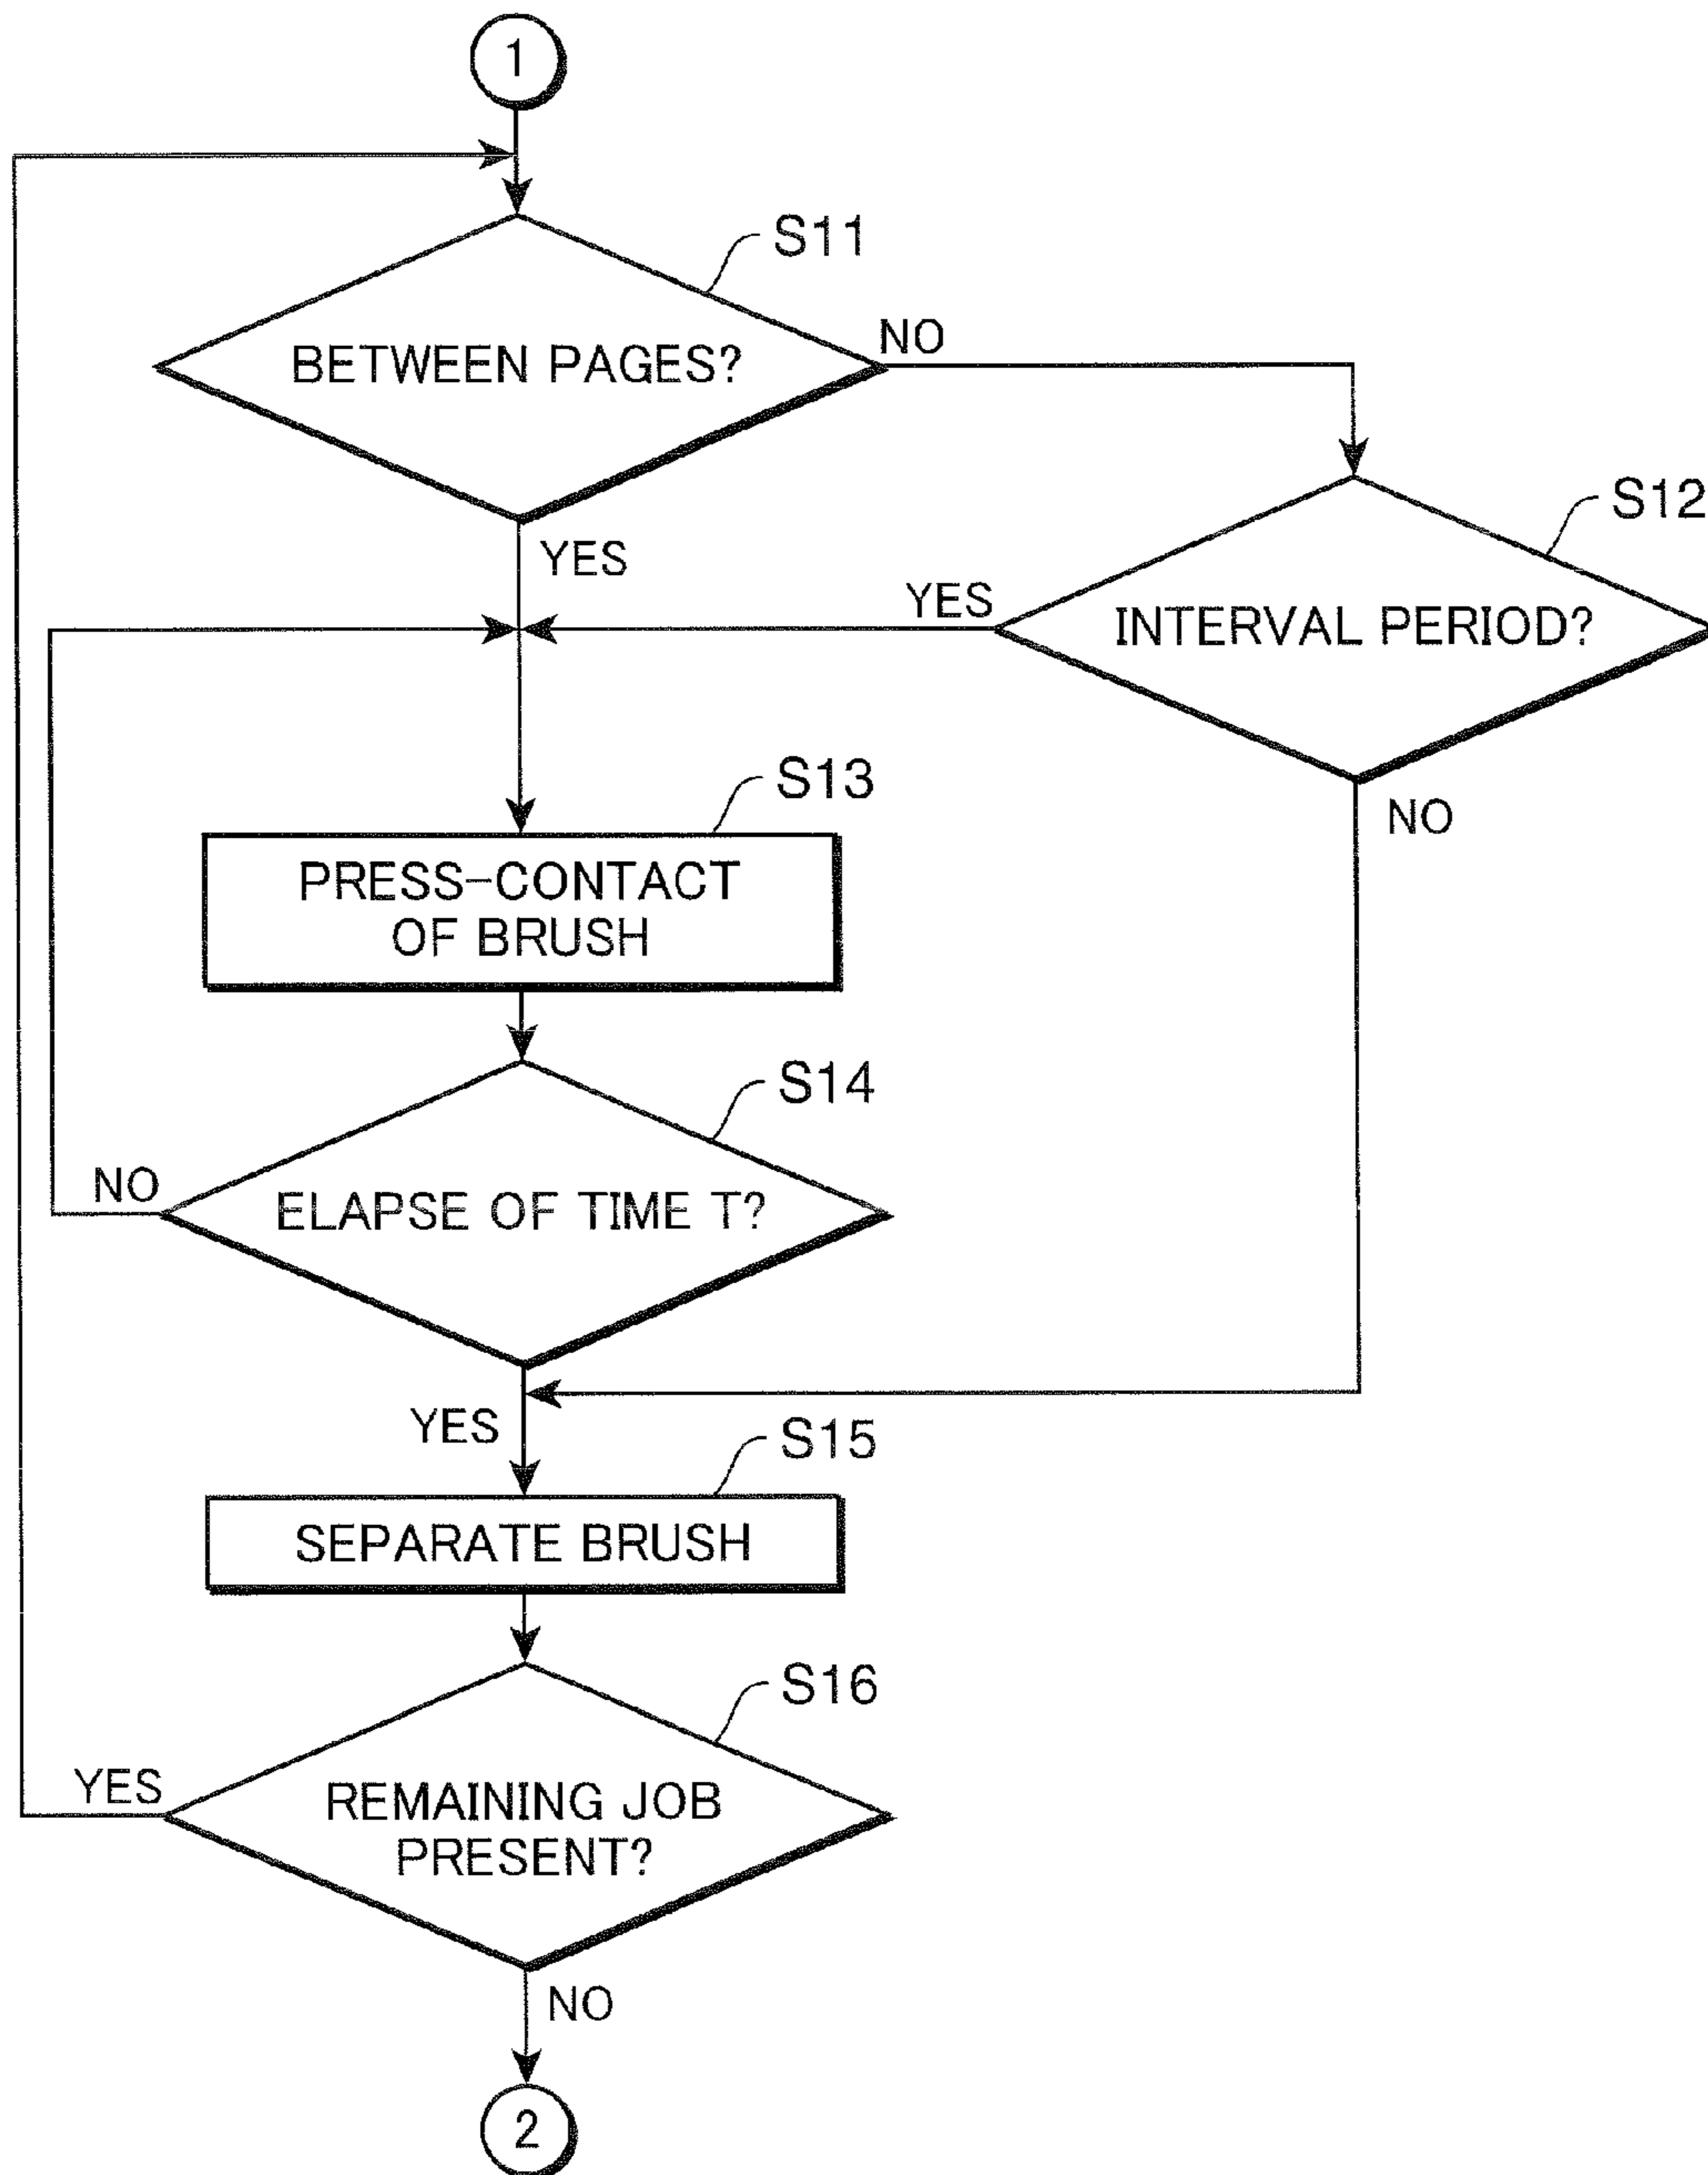 1
S11
BETWEEN PAGES?
NO
YES
S12
INTERVAL PERIOD?
YES
NO
S13
PRESS-CONTACT
OF BRUSH
S14
ELAPSE OF TIME T?
NO
YES
S15
SEPARATE BRUSH
S16
REMAINING JOB
PRESENT?
YES
NO
2